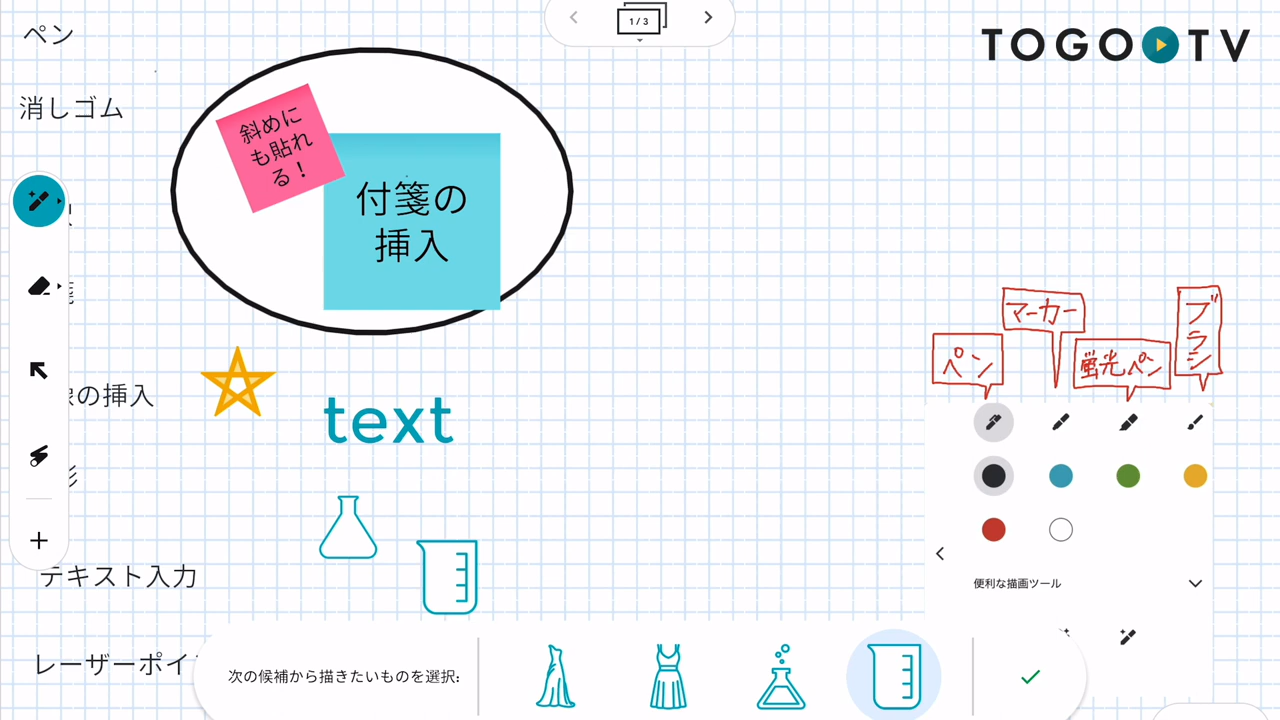 ペン
1 / 3
TOGO TV
消しゴム
斜めに
も貼れ
る！
付箋の
挿入
マーカー
ブラシ
ペン
蛍光ペン
の挿入
text
便利な描画ツール
テキスト入力
レーザーポイ
次の候補から描きたいものを選択: